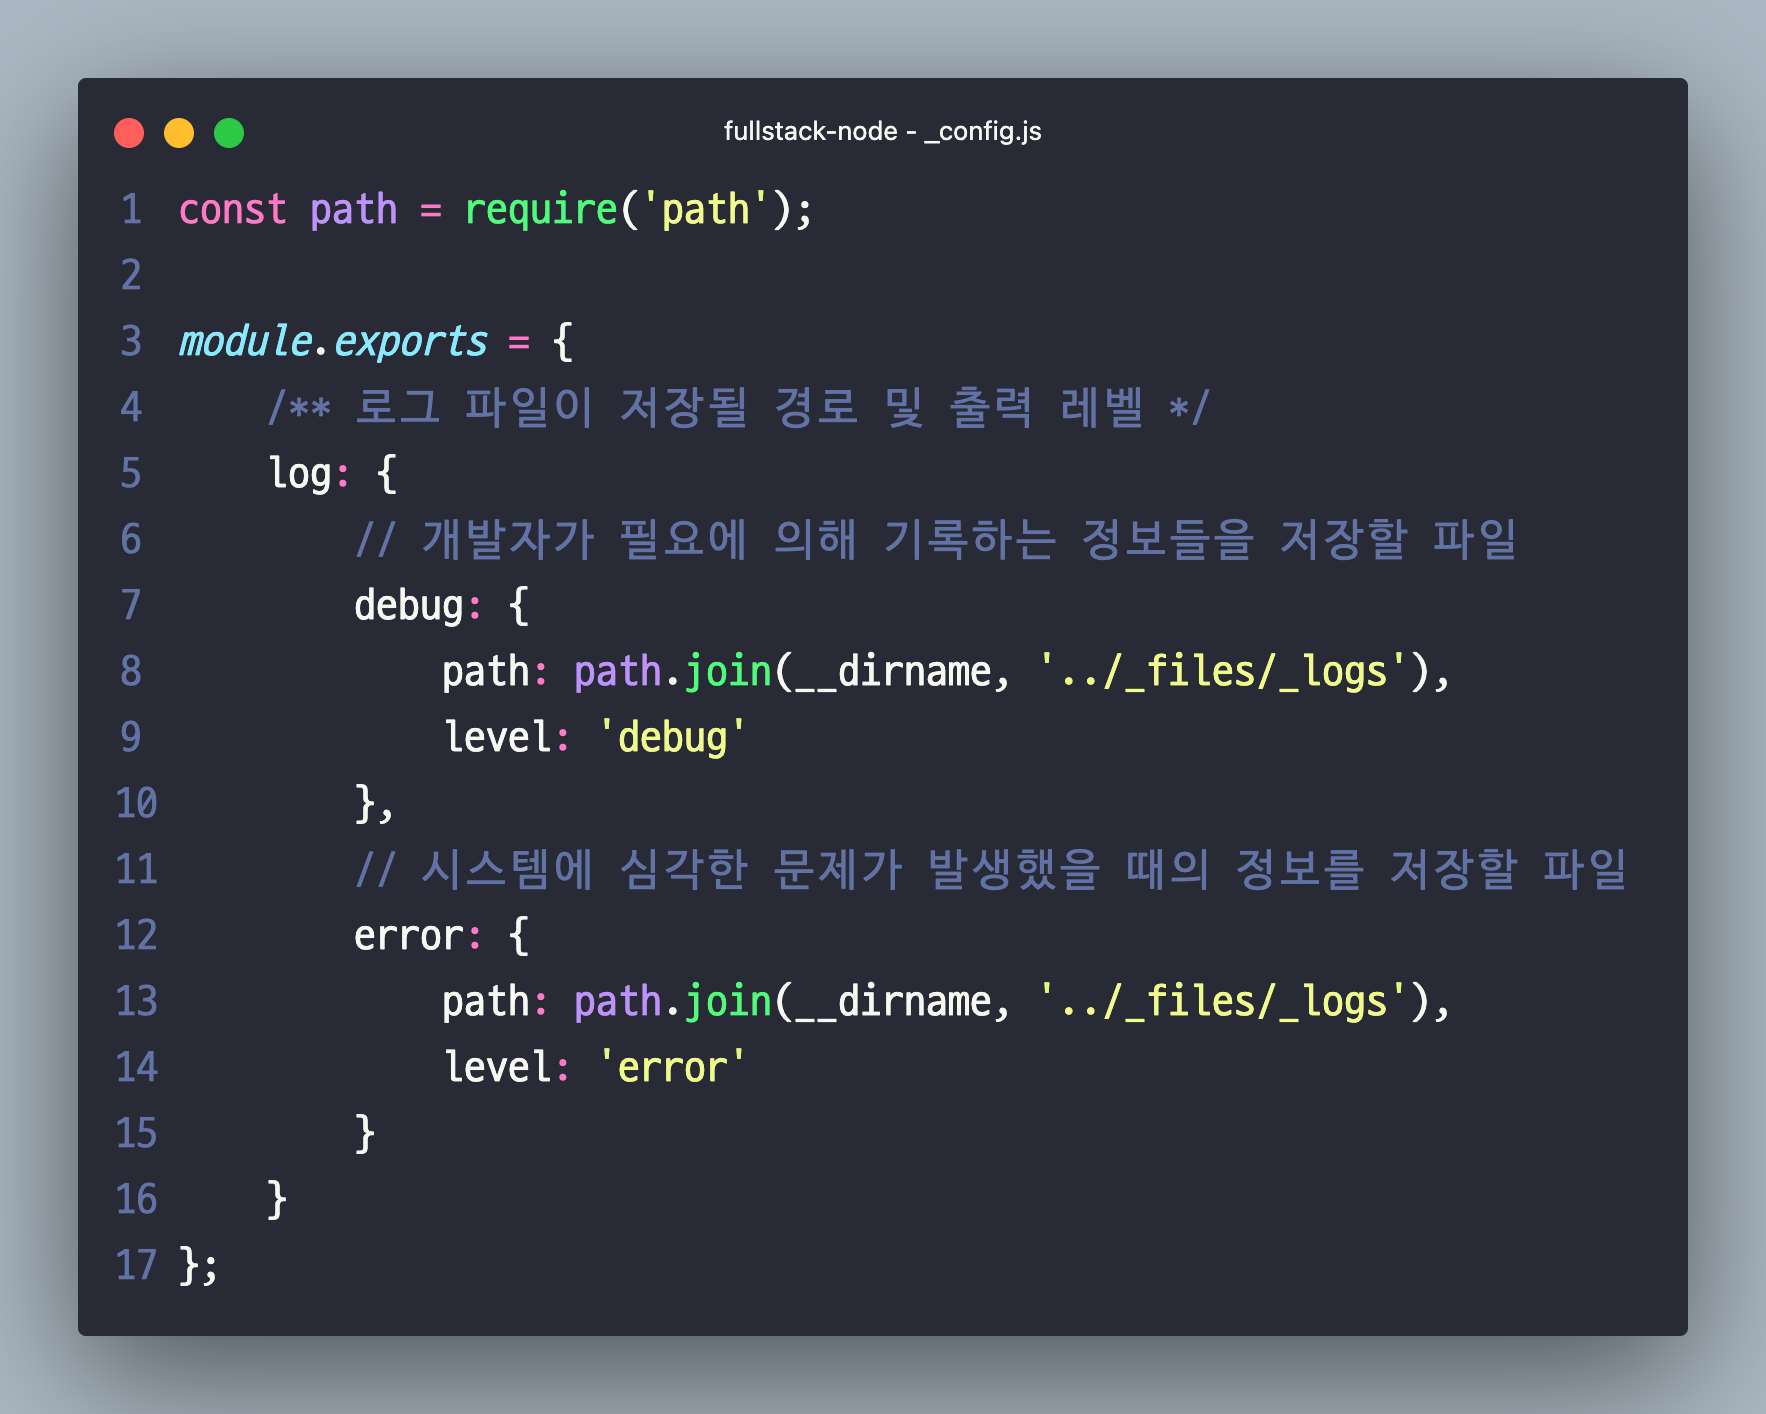 fullstack-node - _config.js
1 const path = require('path');
2
3 module.exports = {
4     /** 로그 파일이 저장될 경로 및 출력 레벨 */
5     log: {
6         // 개발자가 필요에 의해 기록하는 정보들을 저장할 파일
7         debug: {
8             path: path.join(__dirname, '../_files/_logs'),
9             level: 'debug'
10         },
11         // 시스템에 심각한 문제가 발생했을 때의 정보를 저장할 파일
12         error: {
13             path: path.join(__dirname, '../_files/_logs'),
14             level: 'error'
15         }
16     }
17 };